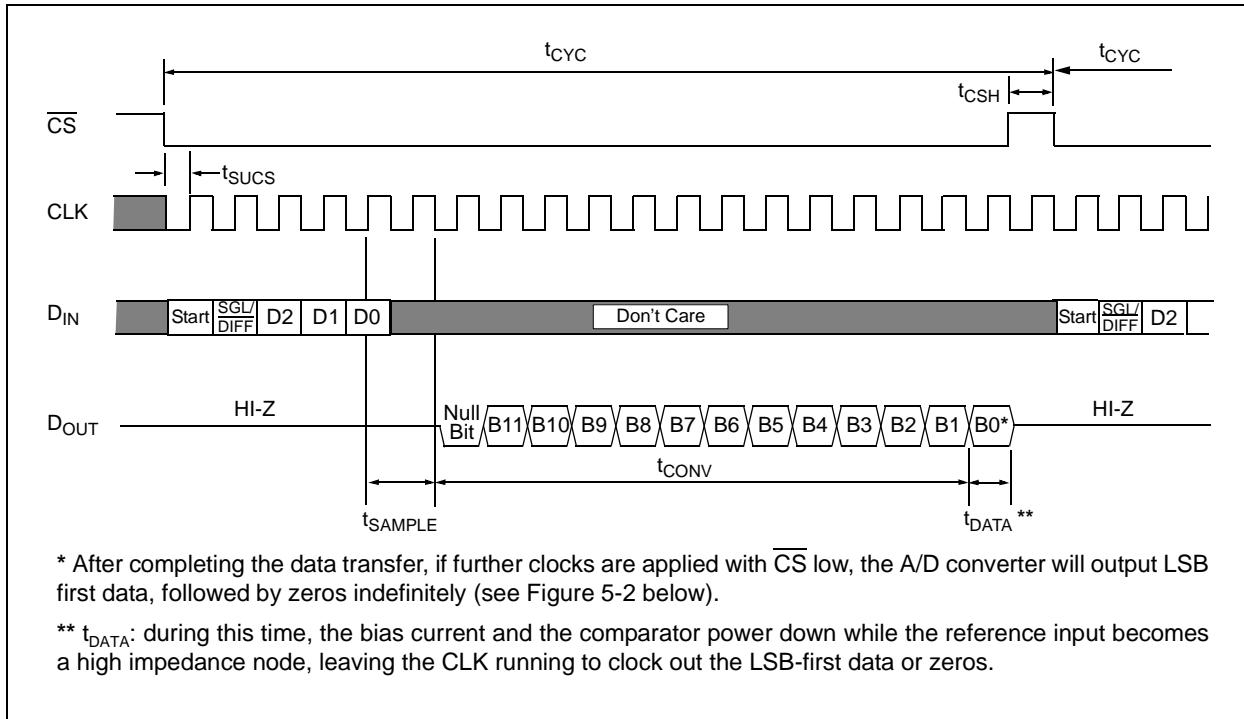 tCYC
tCYC
tCSH
CS
tSUCS
CLK
DIN
Start SGL/DIFF D2 D1 D0
Don't Care
Start SGL/DIFF D2
DOUT
HI-Z
Null Bit B11 B10 B9 B8 B7 B6 B5 B4 B3 B2 B1 B0*
HI-Z
tCONV
tSAMPLE
tDATA **
* After completing the data transfer, if further clocks are applied with CS low, the A/D converter will output LSB
first data, followed by zeros indefinitely (see Figure 5-2 below).
** tDATA: during this time, the bias current and the comparator power down while the reference input becomes
a high impedance node, leaving the CLK running to clock out the LSB-first data or zeros.